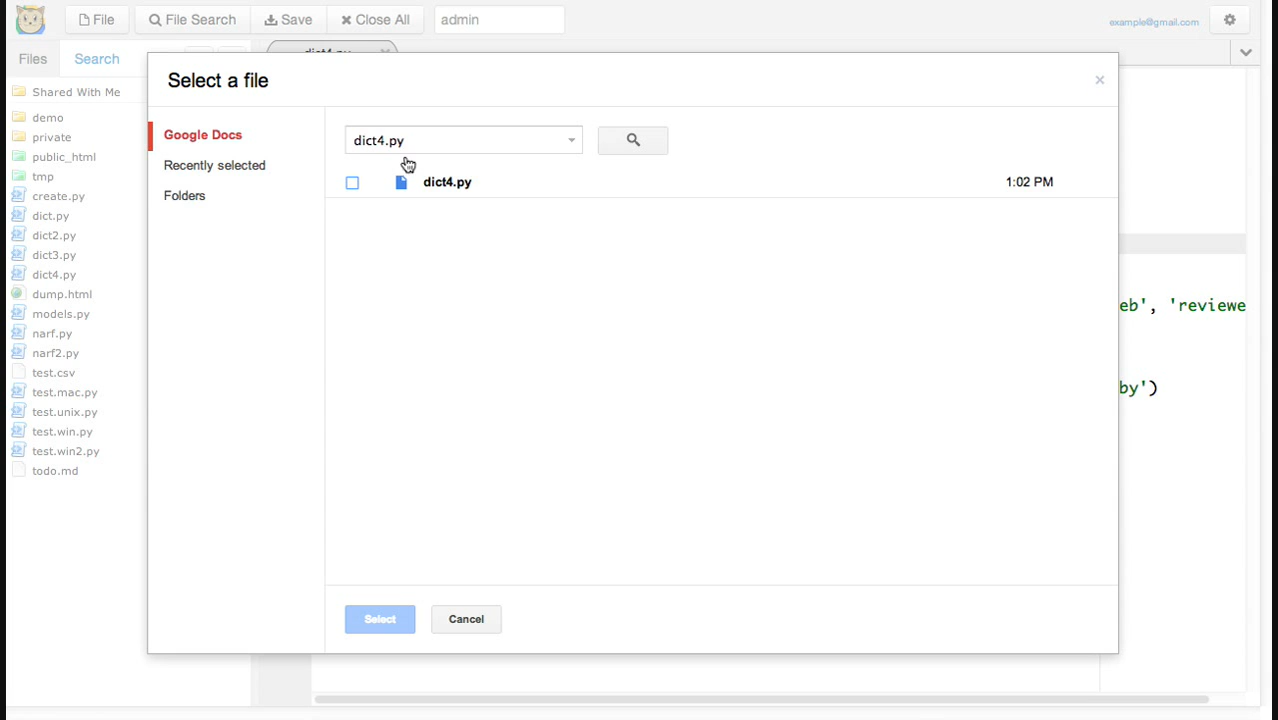 File
File Search
Save
Close All
admin
example@gmail.com
Files
Search
Shared With Me
demo
private
public_html
tmp
create.py
dict.py
dict2.py
dict3.py
dict4.py
dump.html
models.py
narf.py
narf2.py
test.csv
test.mac.py
test.unix.py
test.win.py
test.win2.py
todo.md
Select a file
×
Google Docs
Recently selected
Folders
dict4.py
dict4.py
1:02 PM
Select
Cancel
eb', 'reviewe
by')